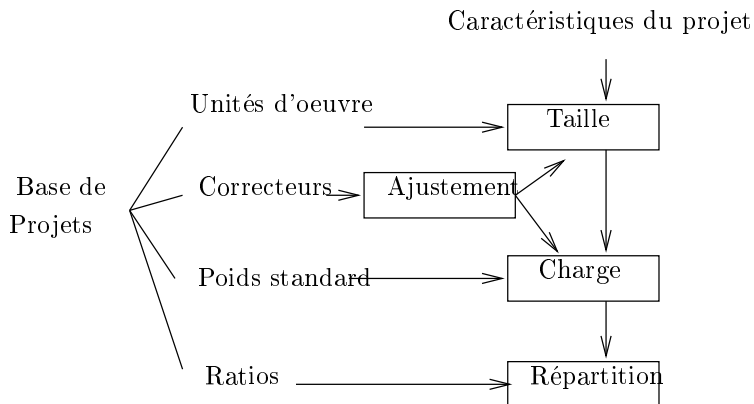 Caractéristiques du projet
Unités d'oeuvre
Taille
Base de
Projets
Correcteurs
Ajustement
Poids standard
Charge
Ratios
Répartition